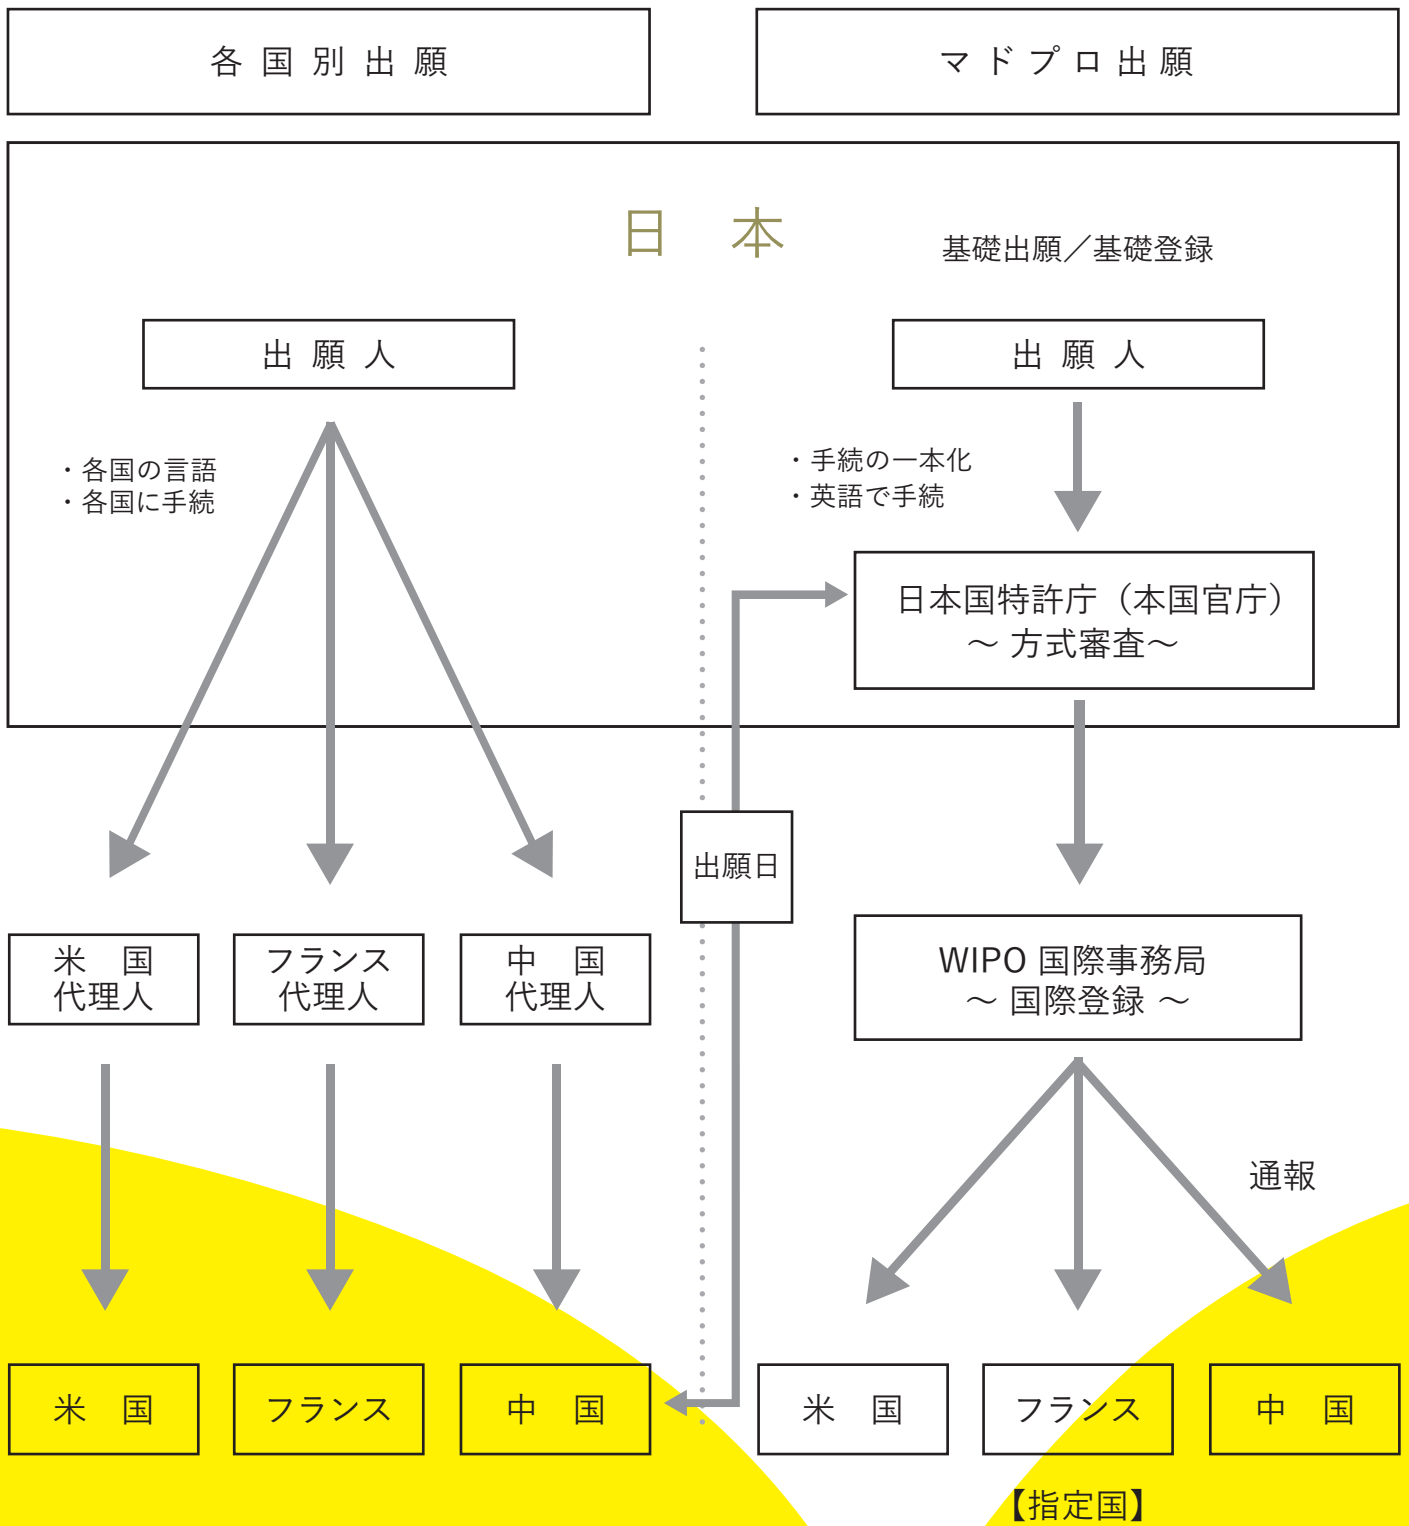 各国別出願
マドプロ出願
日本
基礎出願／基礎登録
出願人
出願人
・各国の言語
・各国に手続
・手続の一本化
・英語で手続
日本国特許庁（本国官庁）
～ 方式審査～
出願日
米国
代理人
フランス
代理人
中国
代理人
WIPO 国際事務局
～ 国際登録 ～
通報
米国
フランス
中国
米国
フランス
中国
【指定国】